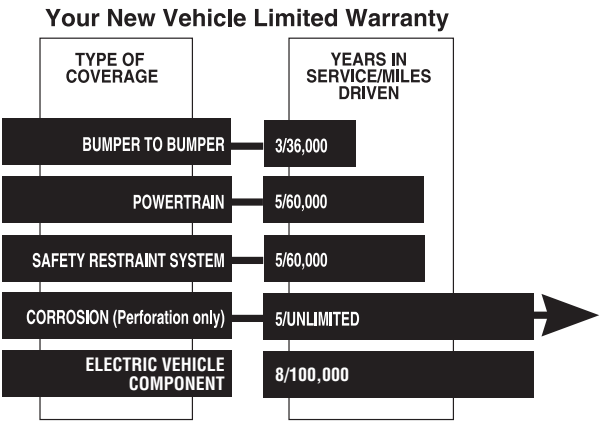 Your New Vehicle Limited Warranty
TYPE OF
COVERAGE
YEARS IN
SERVICE/MILES
DRIVEN
BUMPER TO BUMPER
3/36,000
POWERTRAIN
5/60,000
SAFETY RESTRAINT SYSTEM
5/60,000
CORROSION (Perforation only)
5/UNLIMITED
ELECTRIC VEHICLE
COMPONENT
8/100,000